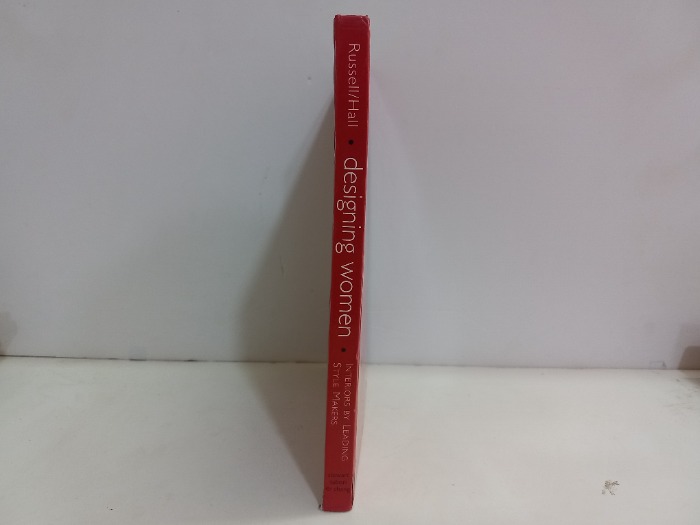 Russell/Hall • designing women •
INTERIORS BY LEADING
STYLE MAKERS